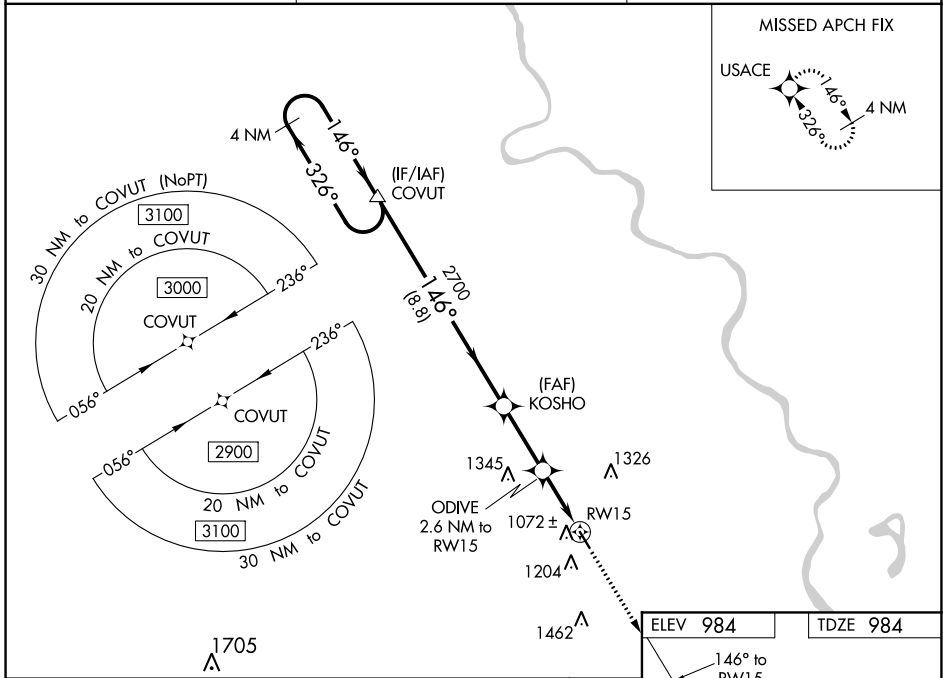 MISSED APCH FIX
USACE
146°
326°
4 NM
4 NM
146°
326°
(IF/IAF)
COVUT
30 NM to COVUT (NoPT)
3100
20 NM to COVUT
3000
236°
COVUT
056°
2700
146°
(8.8)
236°
COVUT
056°
2900
20 NM to COVUT
3100
30 NM to COVUT
(FAF)
KOSHO
1345
1326
ODIVE
2.6 NM to
RW15
1072 ±
RW15
1204
1462
1705
ELEV 984
TDZE 984
146° to
RW15